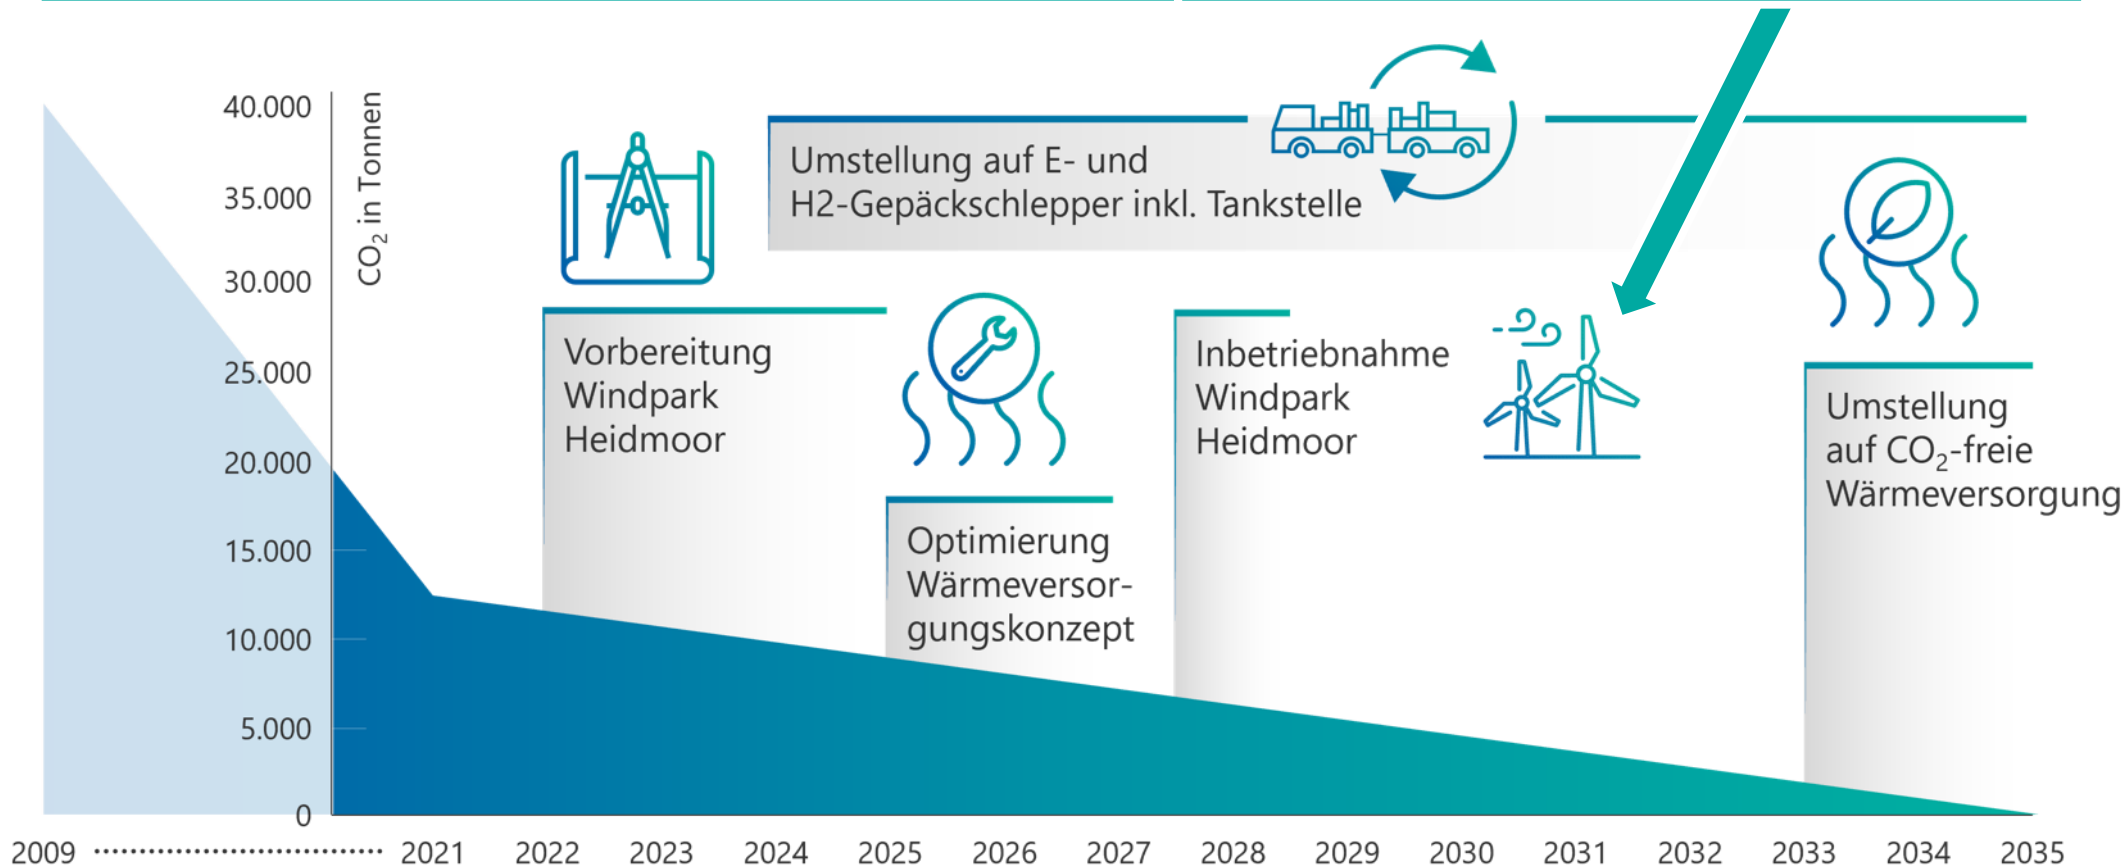 40.000
35.000
30.000
25.000
20.000
15.000
10.000
5.000
0
CO₂ in Tonnen
Umstellung auf E- und
H2-Gepäckschlepper inkl. Tankstelle
Vorbereitung
Windpark
Heidmoor
Optimierung
Wärmeversor-
gungskonzept
Inbetriebnahme
Windpark
Heidmoor
Umstellung
auf CO₂-freie
Wärmeversorgung
2009 2021 2022 2023 2024 2025 2026 2027 2028 2029 2030 2031 2032 2033 2034 2035